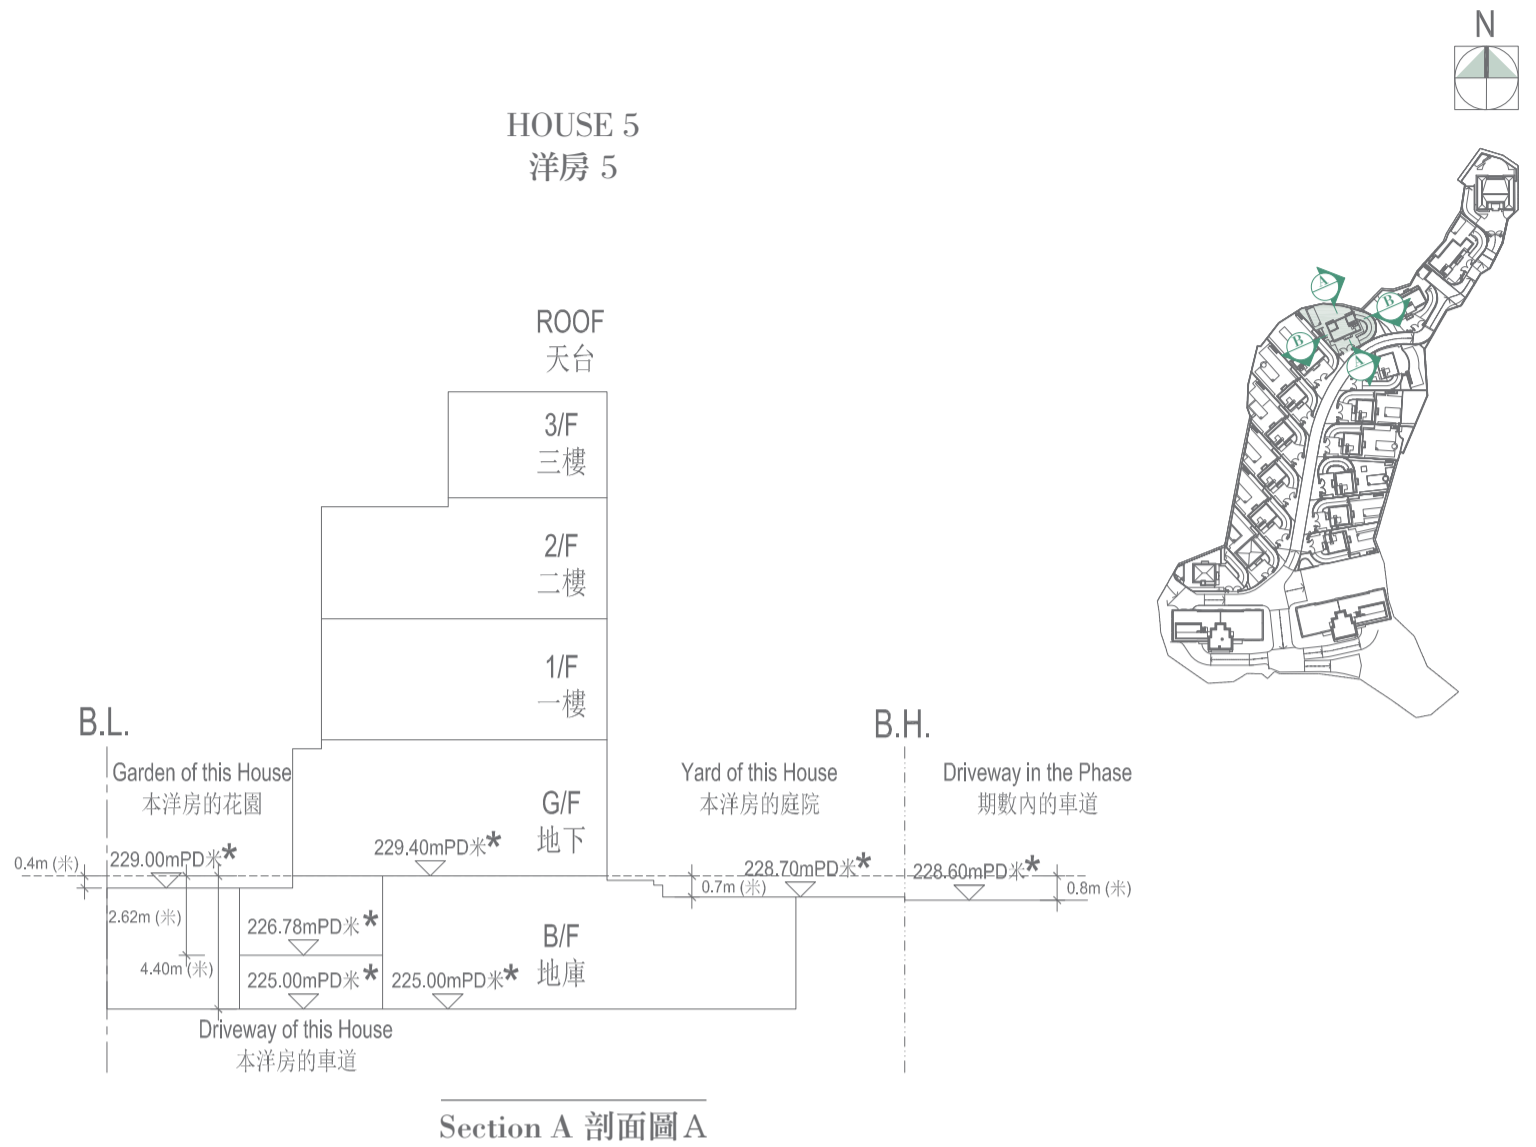 N
HOUSE 5
洋房 5
A
B
B
A
ROOF
天台
3/F
三樓
2/F
二樓
1/F
一樓
B.L.
B.H.
Garden of this House
本洋房的花園
Yard of this House
本洋房的庭院
Driveway in the Phase
期數內的車道
G/F
地下
0.4m (米)
229.00mPD米*
229.40mPD米*
228.70mPD米*
228.60mPD米*
0.7m (米)
0.8m (米)
2.62m (米)
226.78mPD米*
B/F
地庫
4.40m (米)
225.00mPD米*
225.00mPD米*
Driveway of this House
本洋房的車道
Section A 剖面圖A